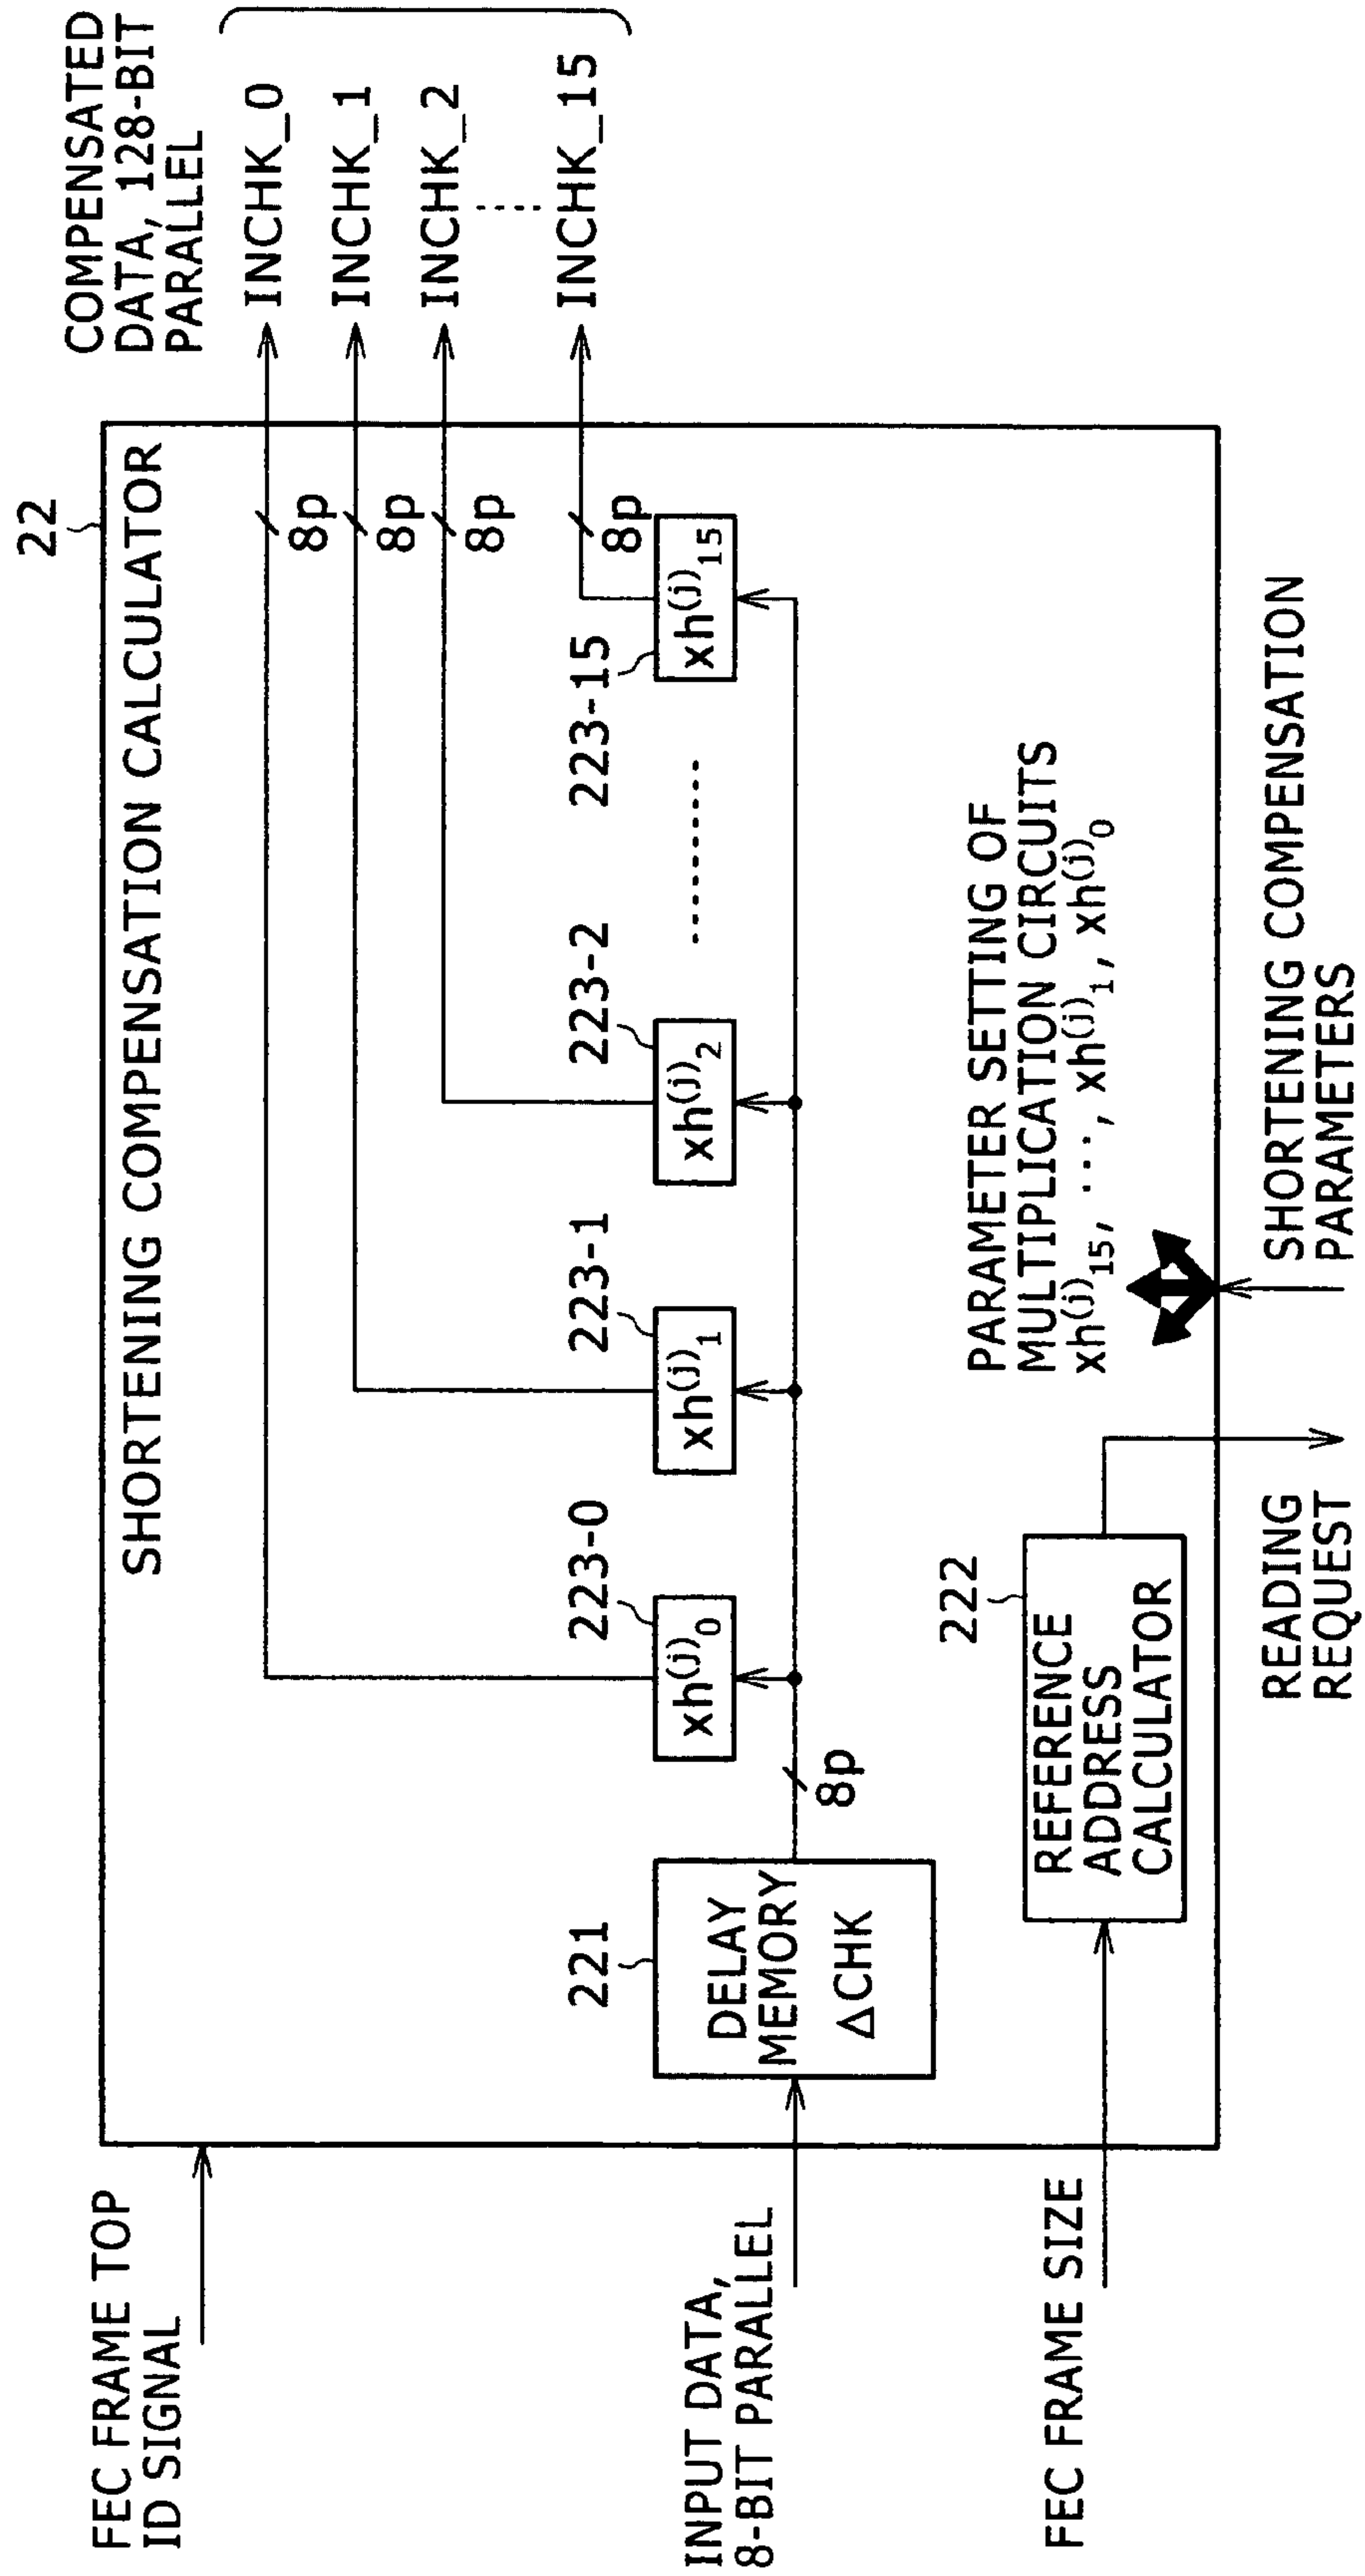 22
SHORTENING COMPENSATION CALCULATOR
FEC FRAME TOP
ID SIGNAL
COMPENSATED
DATA, 128-BIT
PARALLEL
INCHK_0
INCHK_1
INCHK_2
INCHK_15
8p
8p
8p
8p
INPUT DATA,
8-BIT PARALLEL
221
DELAY
MEMORY
ΔCHK
8p
223-0
xh(j)0
223-1
xh(j)1
223-2
xh(j)2
223-15
xh(j)15
FEC FRAME SIZE
222
REFERENCE
ADDRESS
CALCULATOR
READING
REQUEST
PARAMETER SETTING OF
MULTIPLICATION CIRCUITS
xh(j)15, ···, xh(j)1, xh(j)0
SHORTENING COMPENSATION
PARAMETERS